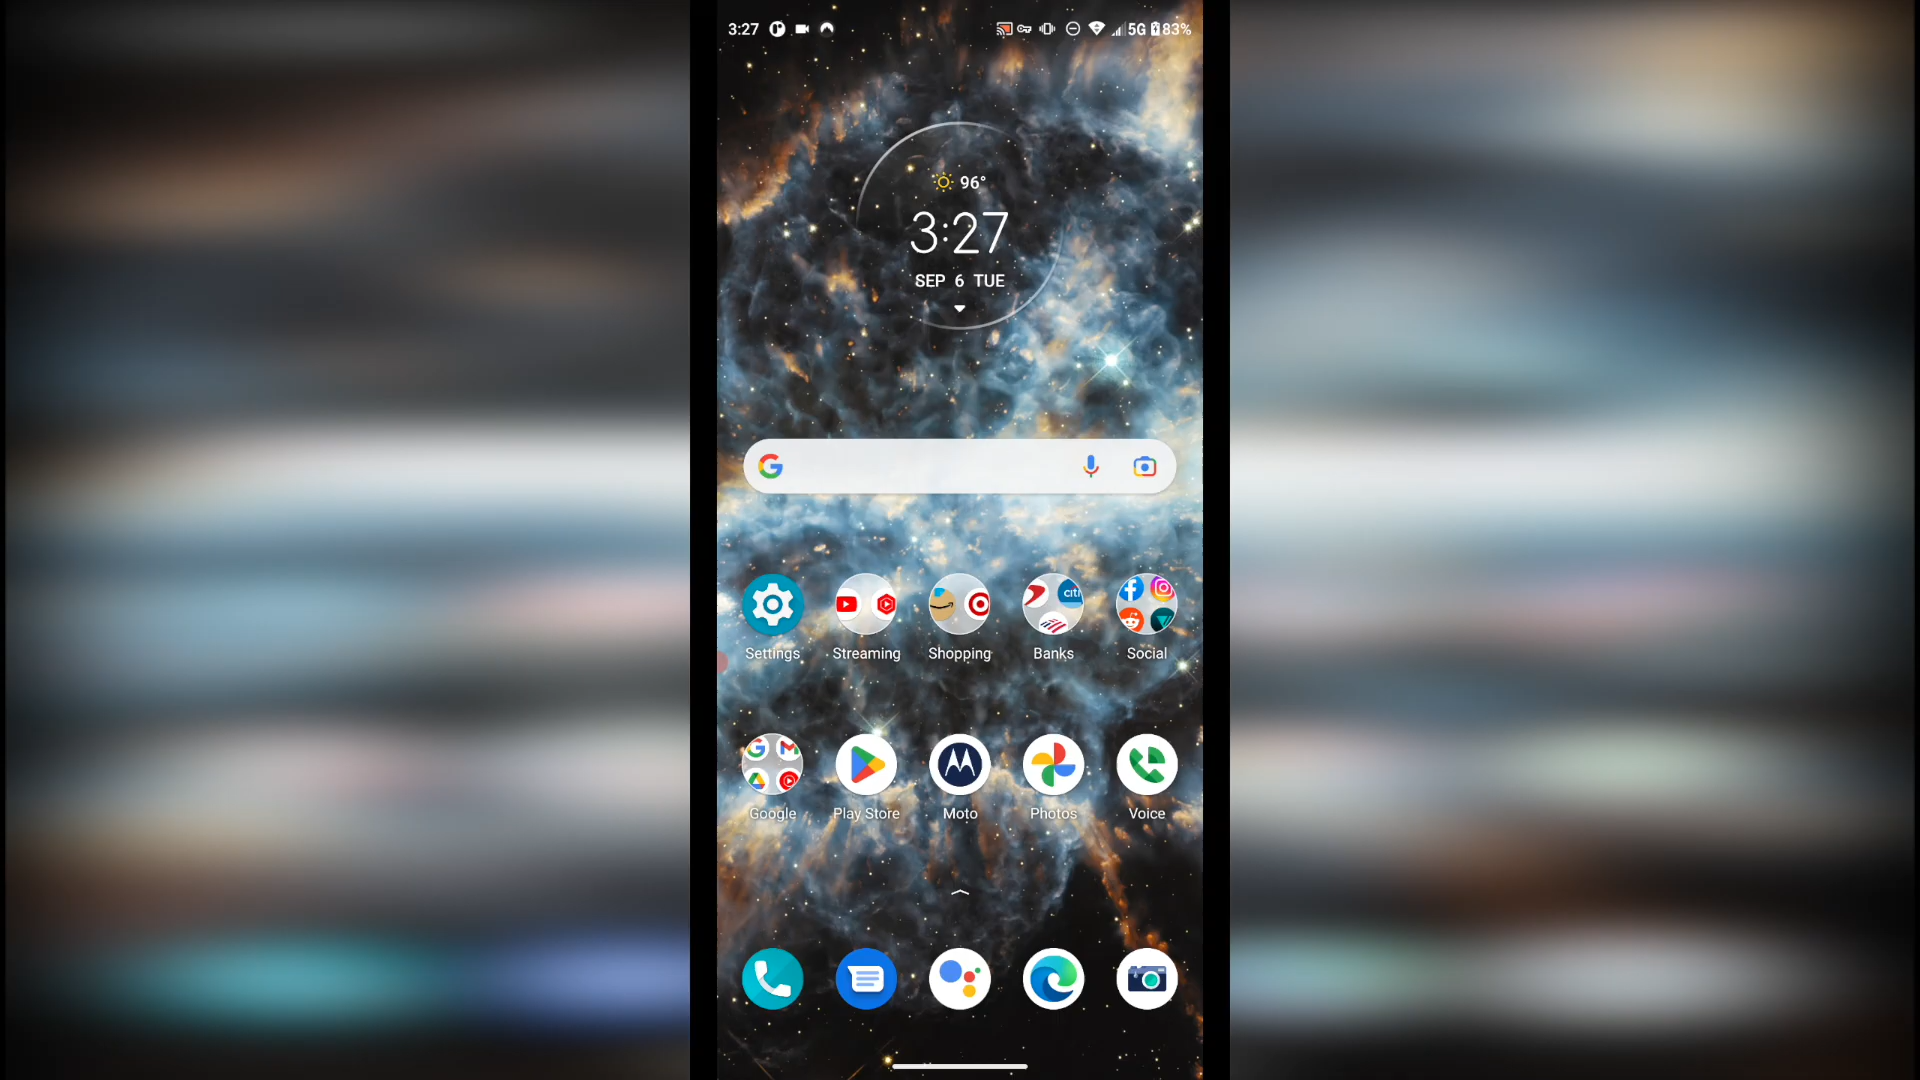 3:27 5G 83%
96°
3:27
SEP 6 TUE
citi
Settings Streaming Shopping Banks Social
Google Play Store Moto Photos Voice